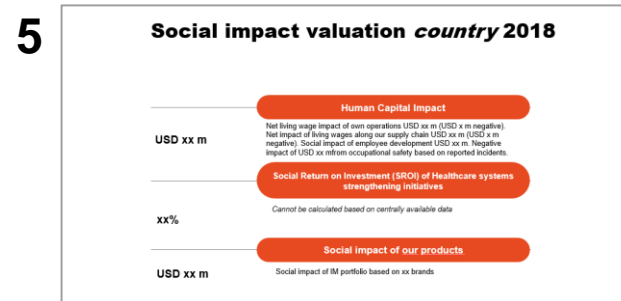 5
Social impact valuation country 2018
Human Capital Impact
USD xx m
Net living wage impact of own operations USD xx m (USD x m negative).
Net impact of living wages along our supply chain USD xx m (USD x m
negative). Social impact of employee development USD xx m. Negative
impact of USD xx mfrom occupational safety based on reported incidents.
Social Return on Investment (SROI) of Healthcare systems
strengthening initiatives
xx%
Cannot be calculated based on centrally available data
Social impact of our products
USD xx m
Social impact of IM portfolio based on xx brands